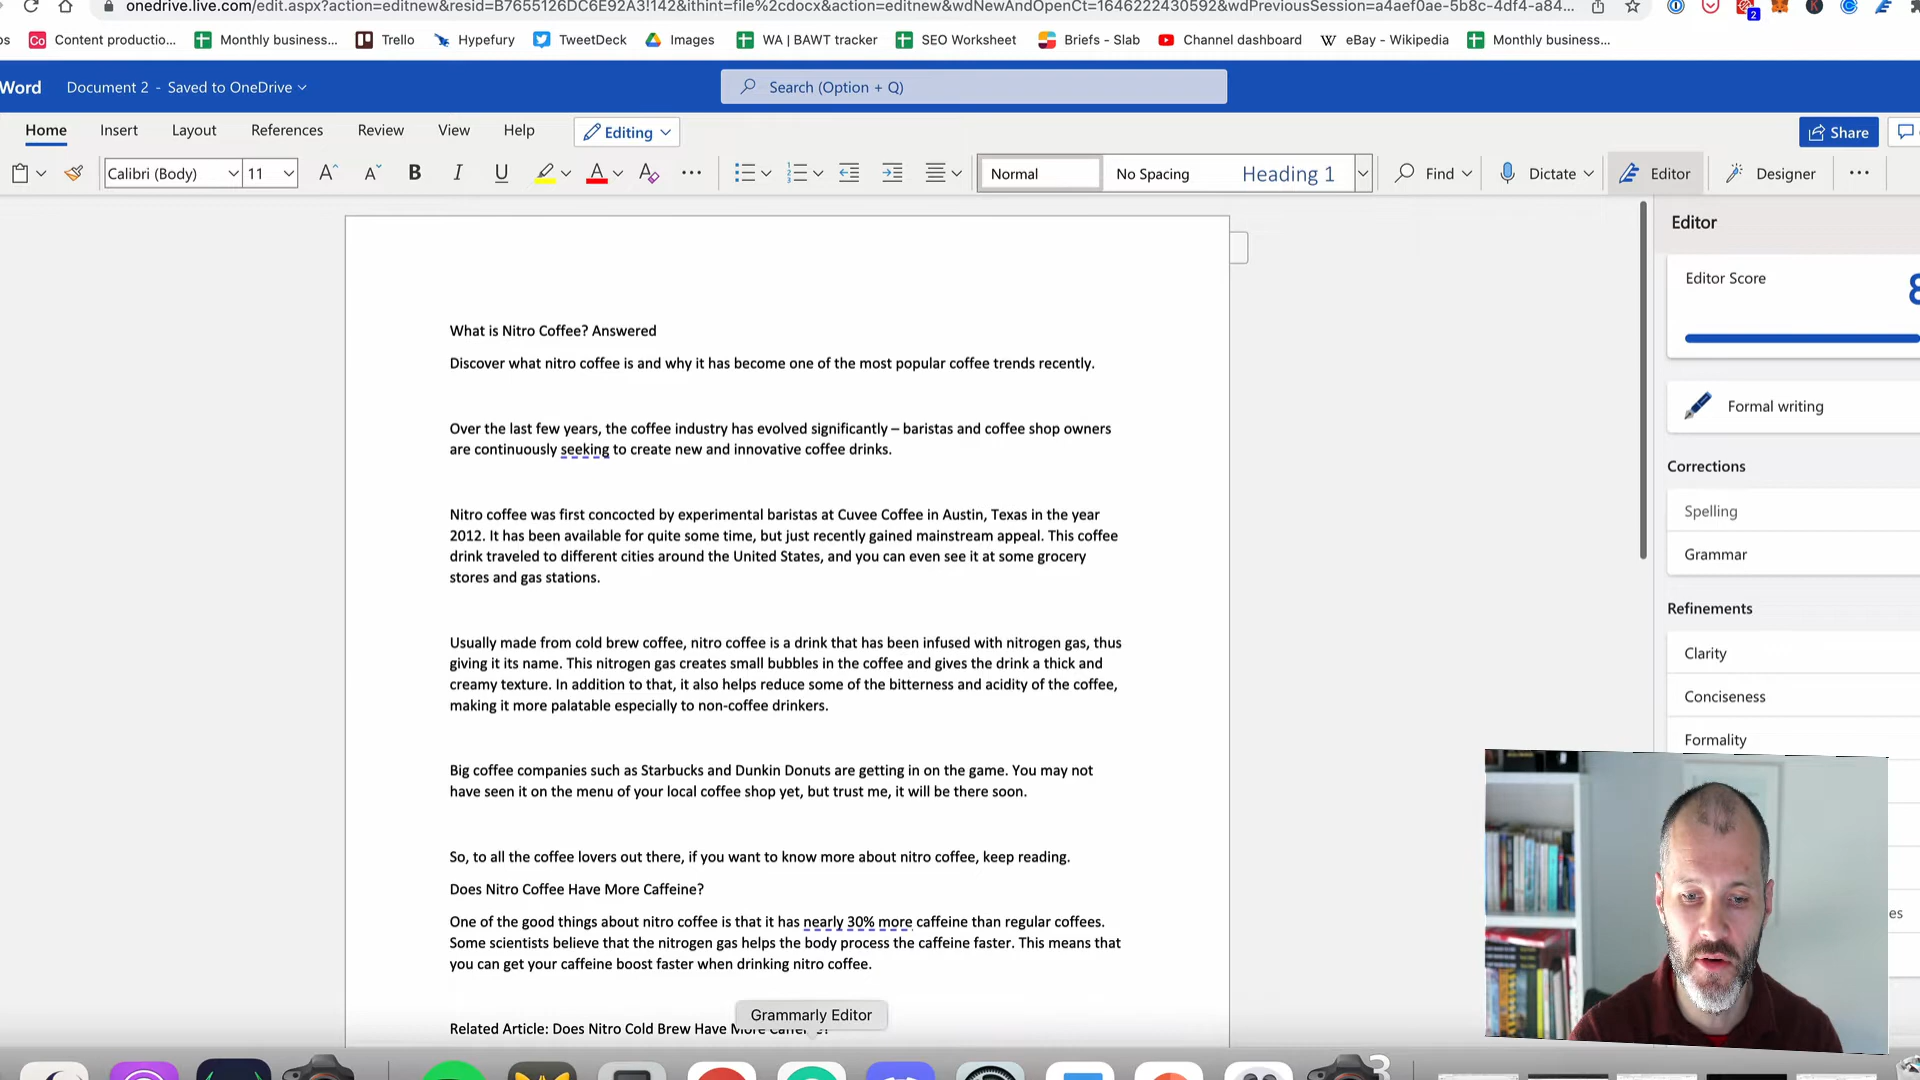 onedrive.live.com/edit.aspx?action=editnew&resid=B7655126DC6E92A3!142&ithint=file%2cdocx&action=editnew&wdNewAndOpenCt=1646222430592&wdPreviousSession=a4aef0ae-5b8c-4df4-a84...
2
Content productio... Monthly business... Trello Hypefury TweetDeck Images WA | BAWT tracker SEO Worksheet Briefs - Slab Channel dashboard eBay - Wikipedia Monthly business...
Word Document 2 - Saved to OneDrive Search (Option + Q)
Home Insert Layout References Review View Help Editing Share
Calibri (Body) 11 A A B I U A A Normal No Spacing Heading 1 Find Dictate Editor Designer
Editor
Editor Score
Formal writing
Corrections
Spelling
Grammar
Refinements
Clarity
Conciseness
Formality
es
What is Nitro Coffee? Answered
Discover what nitro coffee is and why it has become one of the most popular coffee trends recently.
Over the last few years, the coffee industry has evolved significantly – baristas and coffee shop owners
are continuously seeking to create new and innovative coffee drinks.
Nitro coffee was first concocted by experimental baristas at Cuvee Coffee in Austin, Texas in the year
2012. It has been available for quite some time, but just recently gained mainstream appeal. This coffee
drink traveled to different cities around the United States, and you can even see it at some grocery
stores and gas stations.
Usually made from cold brew coffee, nitro coffee is a drink that has been infused with nitrogen gas, thus
giving it its name. This nitrogen gas creates small bubbles in the coffee and gives the drink a thick and
creamy texture. In addition to that, it also helps reduce some of the bitterness and acidity of the coffee,
making it more palatable especially to non-coffee drinkers.
Big coffee companies such as Starbucks and Dunkin Donuts are getting in on the game. You may not
have seen it on the menu of your local coffee shop yet, but trust me, it will be there soon.
So, to all the coffee lovers out there, if you want to know more about nitro coffee, keep reading.
Does Nitro Coffee Have More Caffeine?
One of the good things about nitro coffee is that it has nearly 30% more caffeine than regular coffees.
Some scientists believe that the nitrogen gas helps the body process the caffeine faster. This means that
you can get your caffeine boost faster when drinking nitro coffee.
Grammarly Editor
Related Article: Does Nitro Cold Brew Have More
3